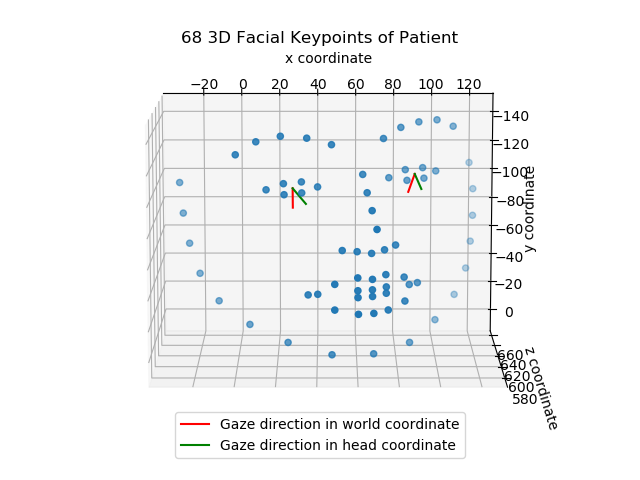 68 3D Facial Keypoints of Patient
x coordinate
−20 0 20 40 60 80 100 120
−140
−120
−100
−80
−60
−40
−20
0
y coordinate
660
640
620
600
580
z coordinate
Gaze direction in world coordinate
Gaze direction in head coordinate